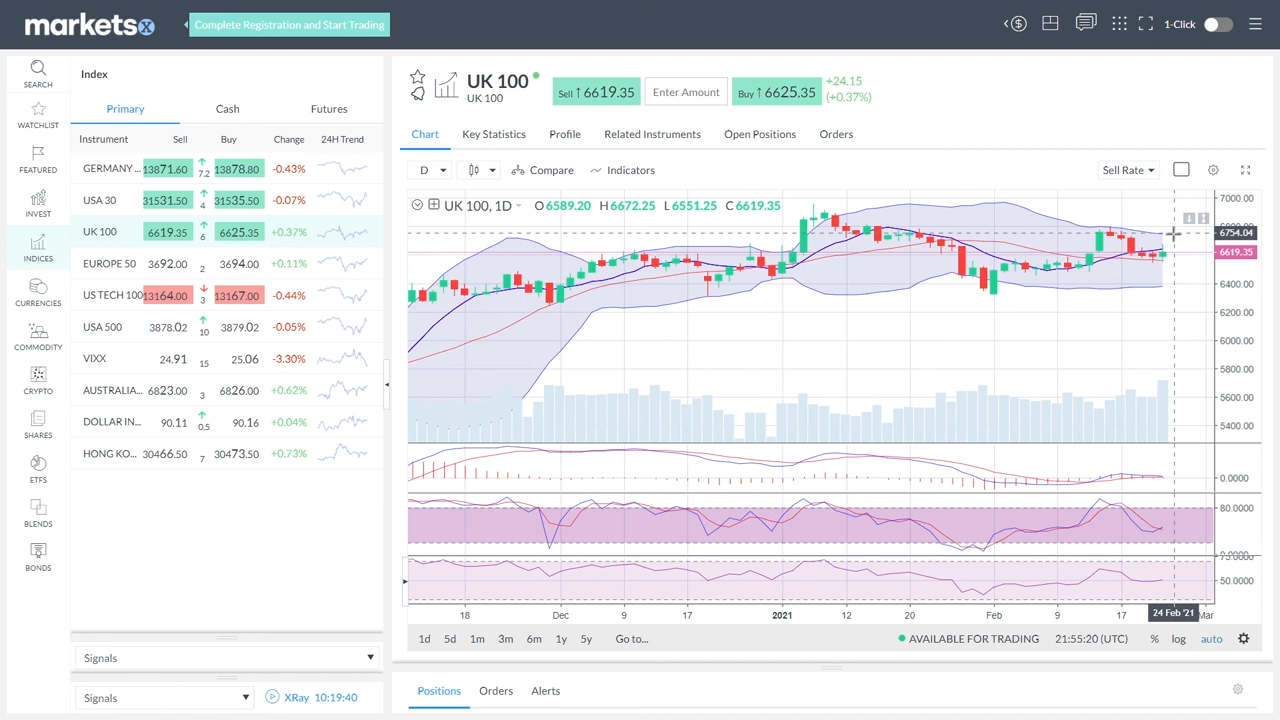 marketsx
Complete Registration and Start Trading
1-Click
SEARCH
WATCHLIST
FEATURED
INVEST
INDICES
CURRENCIES
COMMODITY
CRYPTO
SHARES
ETFS
BLENDS
BONDS
Index
Primary Cash Futures
Instrument Sell Buy Change 24H Trend
GERMANY ... 13871.60 7.2 13878.80 -0.43%
USA 30 31531.50 4 31535.50 -0.07%
UK 100 6619.35 6 6625.35 +0.37%
EUROPE 50 3692.00 2 3694.00 +0.11%
US TECH 100 13164.00 3 13167.00 -0.44%
USA 500 3878.02 10 3879.02 -0.05%
VIXX 24.91 15 25.06 -3.30%
AUSTRALIA... 6823.00 3 6826.00 +0.62%
DOLLAR IN... 90.11 0.5 90.16 +0.04%
HONG KO... 30466.50 7 30473.50 +0.73%
Signals
Signals XRay 10:19:40
UK 100
UK 100
Sell ↑ 6619.35 Enter Amount Buy ↑ 6625.35
+24.15
(+0.37%)
Chart Key Statistics Profile Related Instruments Open Positions Orders
D Compare Indicators Sell Rate
UK 100, 1D O6589.20 H6672.25 L6551.25 C6619.35
7000.00
6754.04
6619.35
6400.00
6200.00
6000.00
5800.00
5600.00
5400.00
0.0000
80.0000
50.0000
18 Dec 9 17 2021 12 20 Feb 9 17 24 Feb '21 Mar
1d 5d 1m 3m 6m 1y 5y Go to... AVAILABLE FOR TRADING 21:55:20 (UTC) % log auto
Positions Orders Alerts